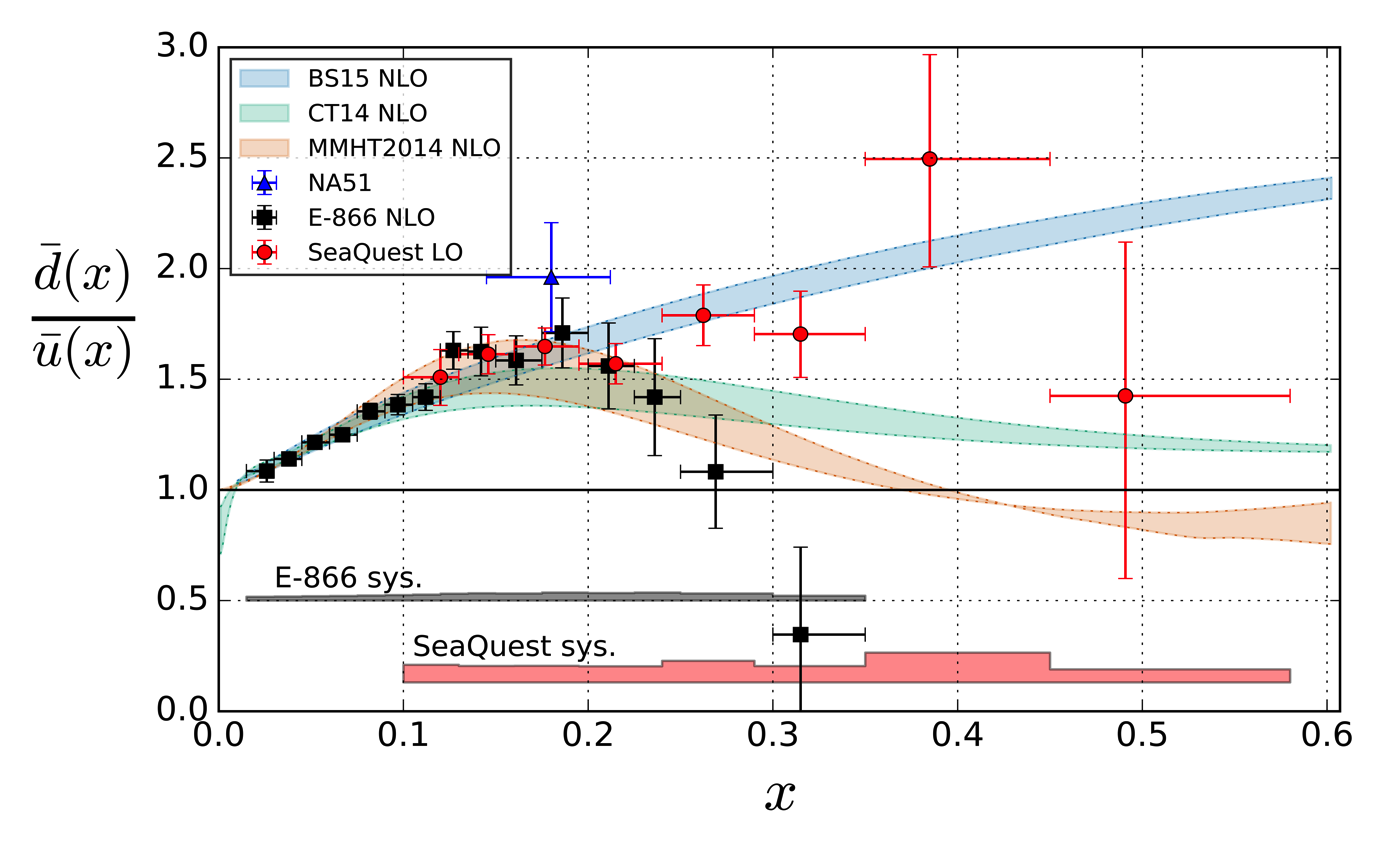 3.0
2.5
2.0
1.5
1.0
0.5
0.0
d̄(x)
ū(x)
BS15 NLO
CT14 NLO
MMHT2014 NLO
NA51
E-866 NLO
SeaQuest LO
E-866 sys.
SeaQuest sys.
0.0 0.1 0.2 0.3 0.4 0.5 0.6
x